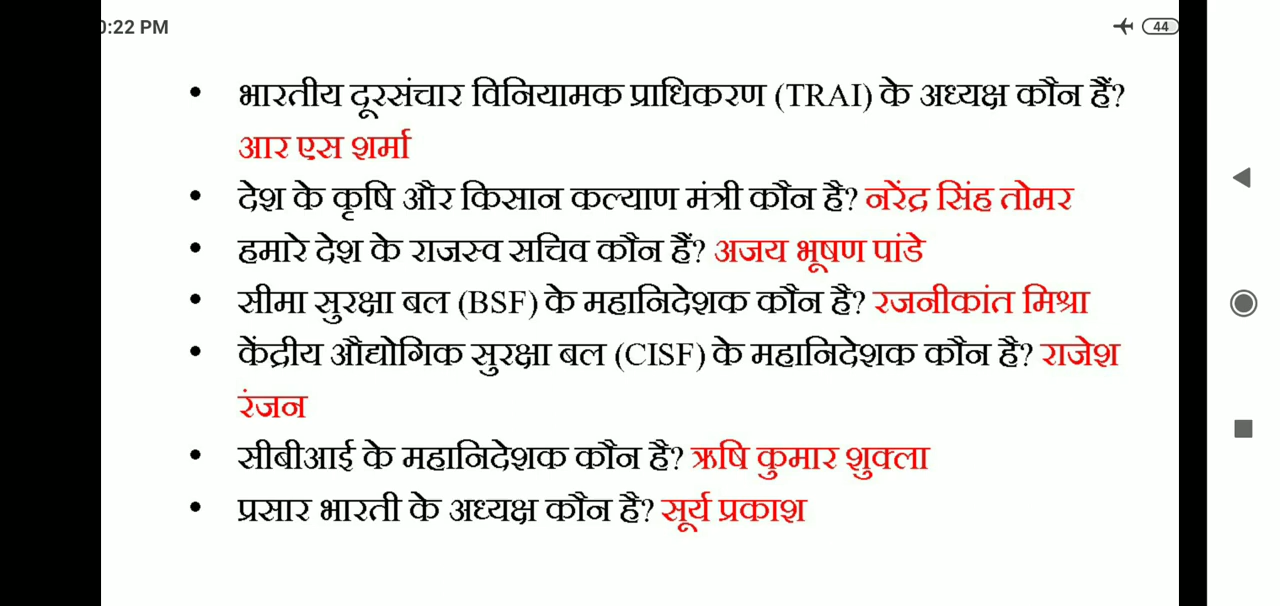 0:22 PM
44
• भारतीय दूरसंचार विनियामक प्राधिकरण (TRAI) के अध्यक्ष कौन हैं?
आर एस शर्मा
• देश के कृषि और किसान कल्याण मंत्री कौन है? नरेंद्र सिंह तोमर
• हमारे देश के राजस्व सचिव कौन हैं? अजय भूषण पांडे
• सीमा सुरक्षा बल (BSF) के महानिदेशक कौन है? रजनीकांत मिश्रा
• केंद्रीय औद्योगिक सुरक्षा बल (CISF) के महानिदेशक कौन है? राजेश
रंजन
• सीबीआई के महानिदेशक कौन है? ऋषि कुमार शुक्ला
• प्रसार भारती के अध्यक्ष कौन है? सूर्य प्रकाश